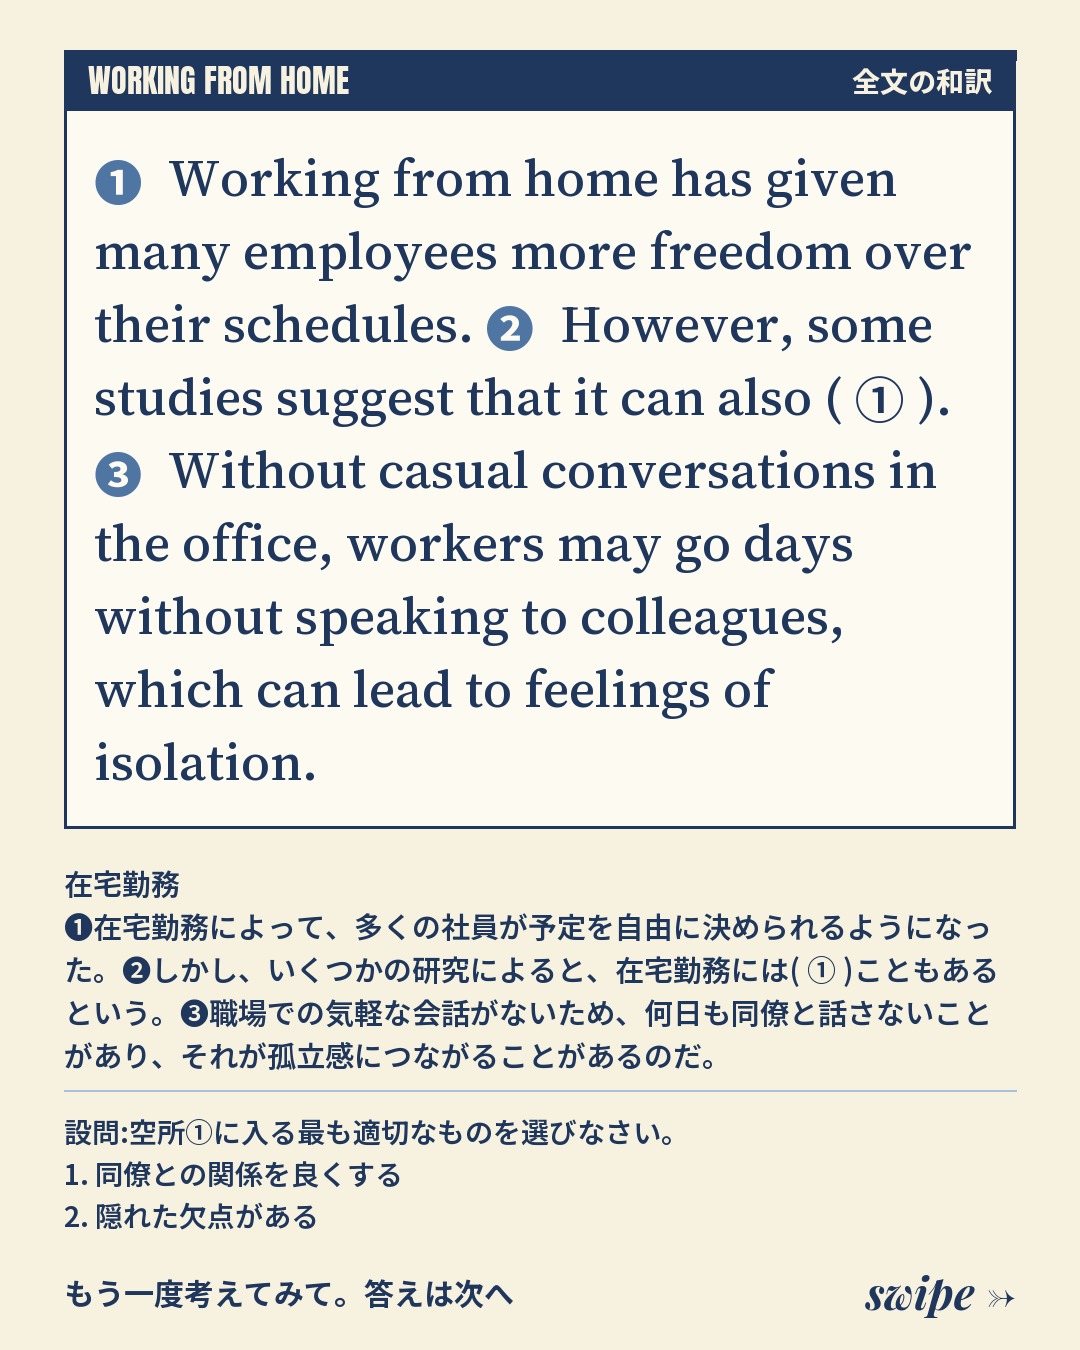 WORKING FROM HOME
全文の和訳
❶ Working from home has given
many employees more freedom over
their schedules. ❷ However, some
studies suggest that it can also ( ① ).
❸ Without casual conversations in
the office, workers may go days
without speaking to colleagues,
which can lead to feelings of
isolation.
在宅勤務
❶在宅勤務によって、多くの社員が予定を自由に決められるようになっ
た。❷しかし、いくつかの研究によると、在宅勤務には( ① )こともある
という。❸職場での気軽な会話がないため、何日も同僚と話さないこと
があり、それが孤立感につながることがあるのだ。
設問:空所①に入る最も適切なものを選びなさい。
1. 同僚との関係を良くする
2. 隠れた欠点がある
もう一度考えてみて。答えは次へ
swipe